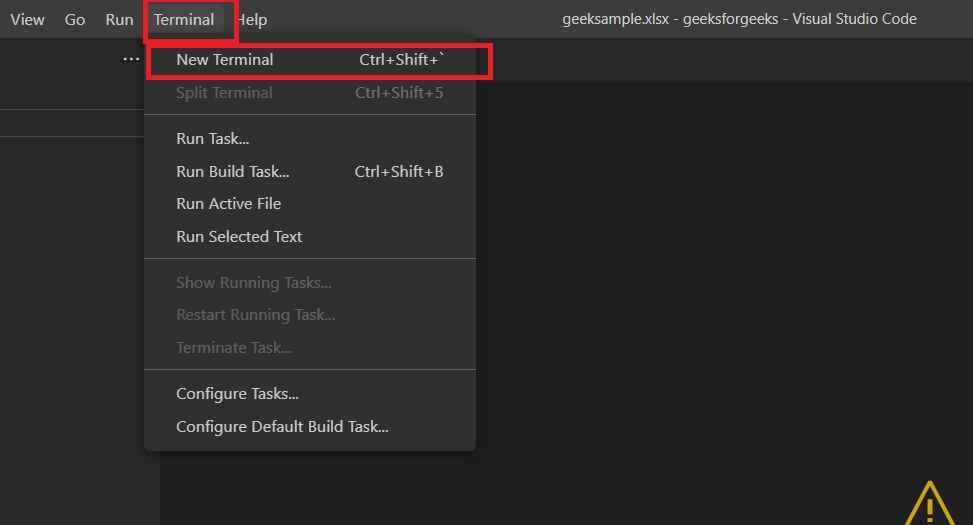 View Go Run Terminal Help geeksample.xlsx - geeksforgeeks - Visual Studio Code
... New Terminal Ctrl+Shift+`
Split Terminal Ctrl+Shift+5
Run Task...
Run Build Task... Ctrl+Shift+B
Run Active File
Run Selected Text
Show Running Tasks...
Restart Running Task...
Terminate Task...
Configure Tasks...
Configure Default Build Task...
!